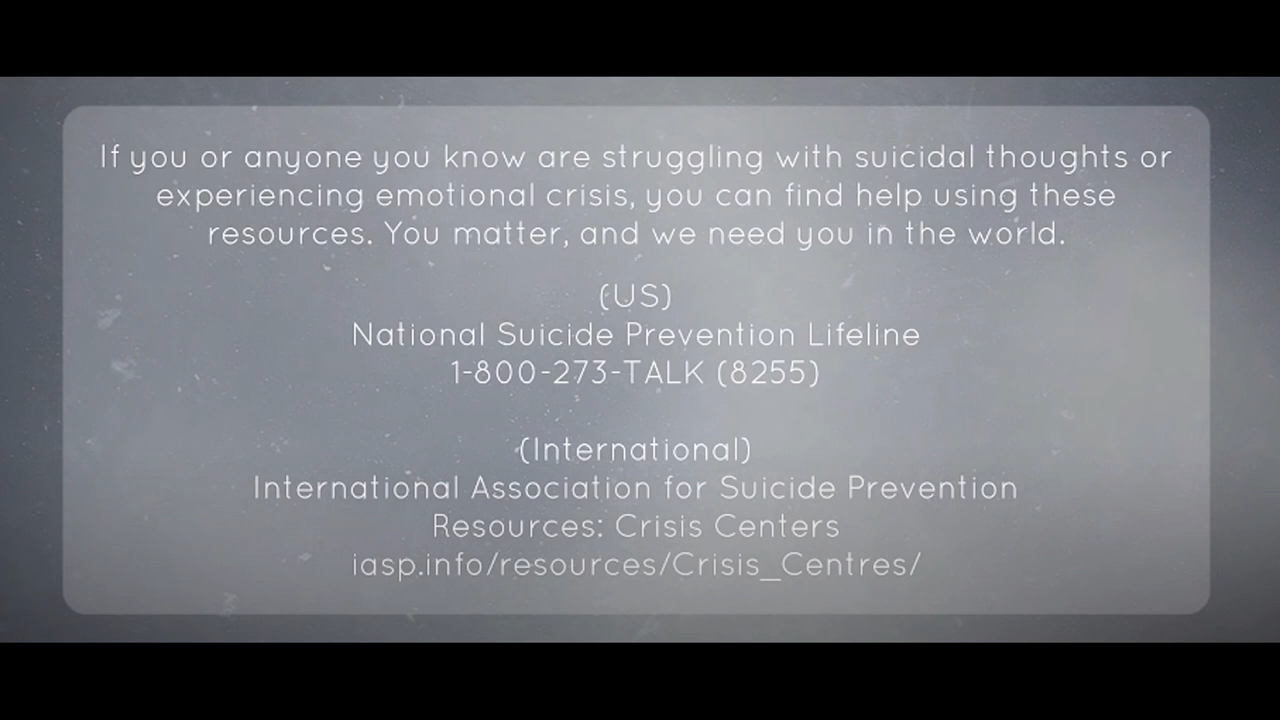 If you or anyone you know are struggling with suicidal thoughts or
experiencing emotional crisis, you can find help using these
resources. You matter, and we need you in the world.
(US)
National Suicide Prevention Lifeline
1-800-273-TALK (8255)
(International)
International Association for Suicide Prevention
Resources: Crisis Centers
iasp.info/resources/Crisis_Centres/